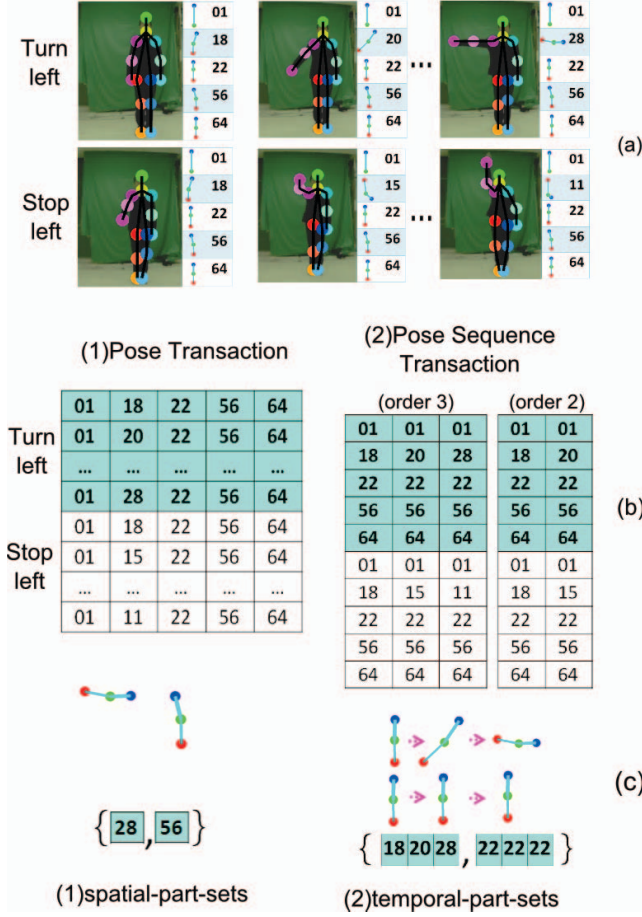 Turn
left
01 01 01
18 20 28
22 22 22
... ...
56 56 56
64 64 64
(a)
Stop
left
01 01 01
18 15 11
22 22 22
... ...
56 56 56
64 64 64
(1)Pose Transaction
(2)Pose Sequence
Transaction
(order 3) (order 2)
Turn
left
01 18 22 56 64
01 20 22 56 64
... ... ... ... ...
01 28 22 56 64
Stop
left
01 18 22 56 64
01 15 22 56 64
... ... ... ... ...
01 11 22 56 64
01 01 01 01 01
18 20 28 18 20
22 22 22 22 22
56 56 56 56 56
64 64 64 64 64
01 01 01 01 01
18 15 11 18 15
22 22 22 22 22
56 56 56 56 56
64 64 64 64 64
(b)
(c)
{ 28 , 56 }
{ 18 20 28 , 22 22 22 }
(1)spatial-part-sets
(2)temporal-part-sets